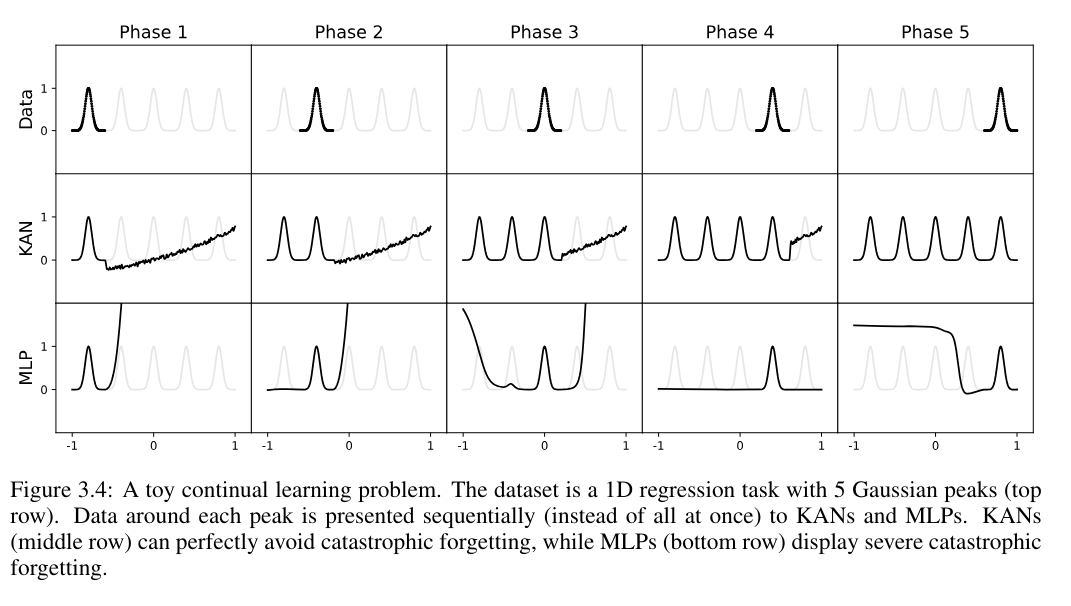 Phase 1 Phase 2 Phase 3 Phase 4 Phase 5
Data
1
0
KAN
1
0
MLP
1
0
-1 0 1 -1 0 1 -1 0 1 -1 0 1 -1 0 1
Figure 3.4: A toy continual learning problem. The dataset is a 1D regression task with 5 Gaussian peaks (top
row). Data around each peak is presented sequentially (instead of all at once) to KANs and MLPs. KANs
(middle row) can perfectly avoid catastrophic forgetting, while MLPs (bottom row) display severe catastrophic
forgetting.